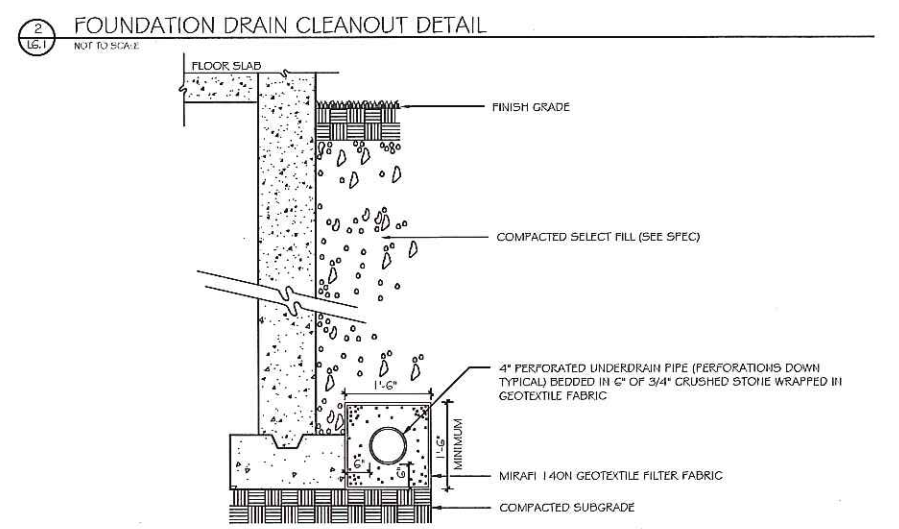 2
L6.1
FOUNDATION DRAIN CLEANOUT DETAIL
NOT TO SCALE
FLOOR SLAB
FINISH GRADE
COMPACTED SELECT FILL (SEE SPEC)
4" PERFORATED UNDERDRAIN PIPE (PERFORATIONS DOWN
TYPICAL) BEDDED IN 6" OF 3/4" CRUSHED STONE WRAPPED IN
GEOTEXTILE FABRIC
1'-6"
1'-6"
MINIMUM
6"
6"
MIRAFI 140N GEOTEXTILE FILTER FABRIC
COMPACTED SUBGRADE